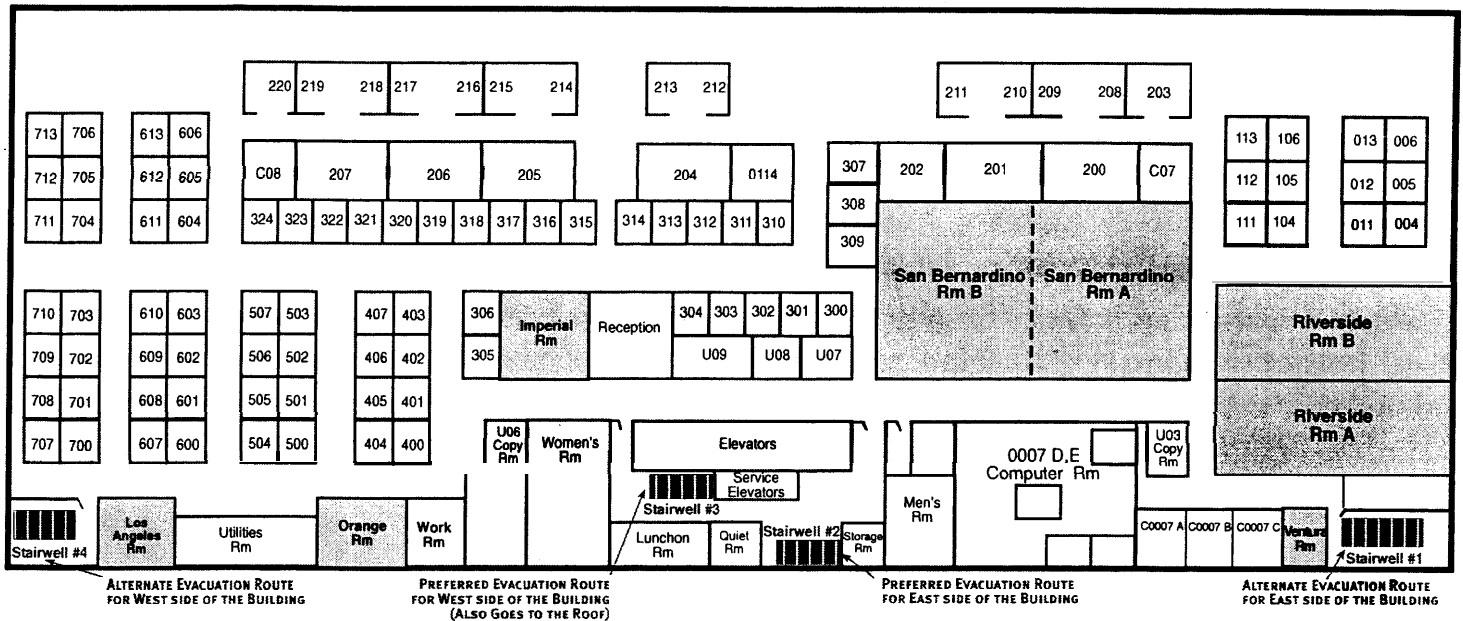 220 219 218 217 216 215 214 213 212 211 210 209 208 203
713 706 613 606 113 106 013 006
C08 207 206 205 204 0114 307 202 201 200 C07
712 705 612 605 112 105 012 005
308
711 704 611 604 324 323 322 321 320 319 318 317 316 315 314 313 312 311 310 111 104 011 004
309
San Bernardino
Rm B
San Bernardino
Rm A
710 703 610 603 507 503 407 403 306 304 303 302 301 300
Imperial
Rm
Reception
Riverside
Rm B
709 702 609 602 506 502 406 402 305 U09 U08 U07
708 701 608 601 505 501 405 401
Riverside
Rm A
707 700 607 600 504 500 404 400
U06
Copy
Rm
Women's
Rm
Elevators
0007 D,E
Computer Rm
U03
Copy
Rm
Service
Elevators
Stairwell #3
Men's
Rm
Stairwell #4
Los
Angeles
Rm
Utilities
Rm
Orange
Rm
Work
Rm
Lunchon
Rm
Quiet
Rm
Stairwell #2
Storage
Rm
C0007 A C0007 B C0007 C
Ventura
Rm
Stairwell #1
Alternate Evacuation Route
for West side of the Building
Preferred Evacuation Route
for West side of the Building
(Also Goes to the Roof)
Preferred Evacuation Route
for East side of the Building
Alternate Evacuation Route
for East side of the Building